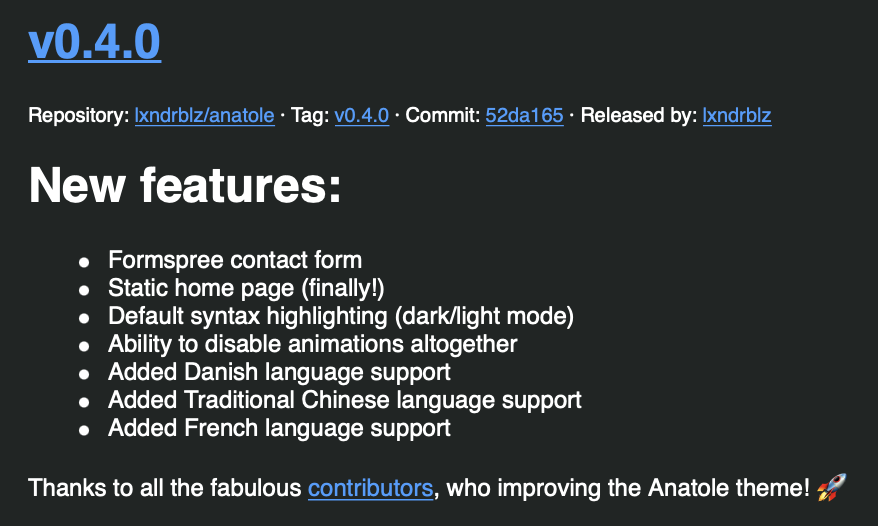 v0.4.0
Repository: lxndrblz/anatole · Tag: v0.4.0 · Commit: 52da165 · Released by: lxndrblz
New features:
● Formspree contact form
● Static home page (finally!)
● Default syntax highlighting (dark/light mode)
● Ability to disable animations altogether
● Added Danish language support
● Added Traditional Chinese language support
● Added French language support
Thanks to all the fabulous contributors, who improving the Anatole theme! 🚀